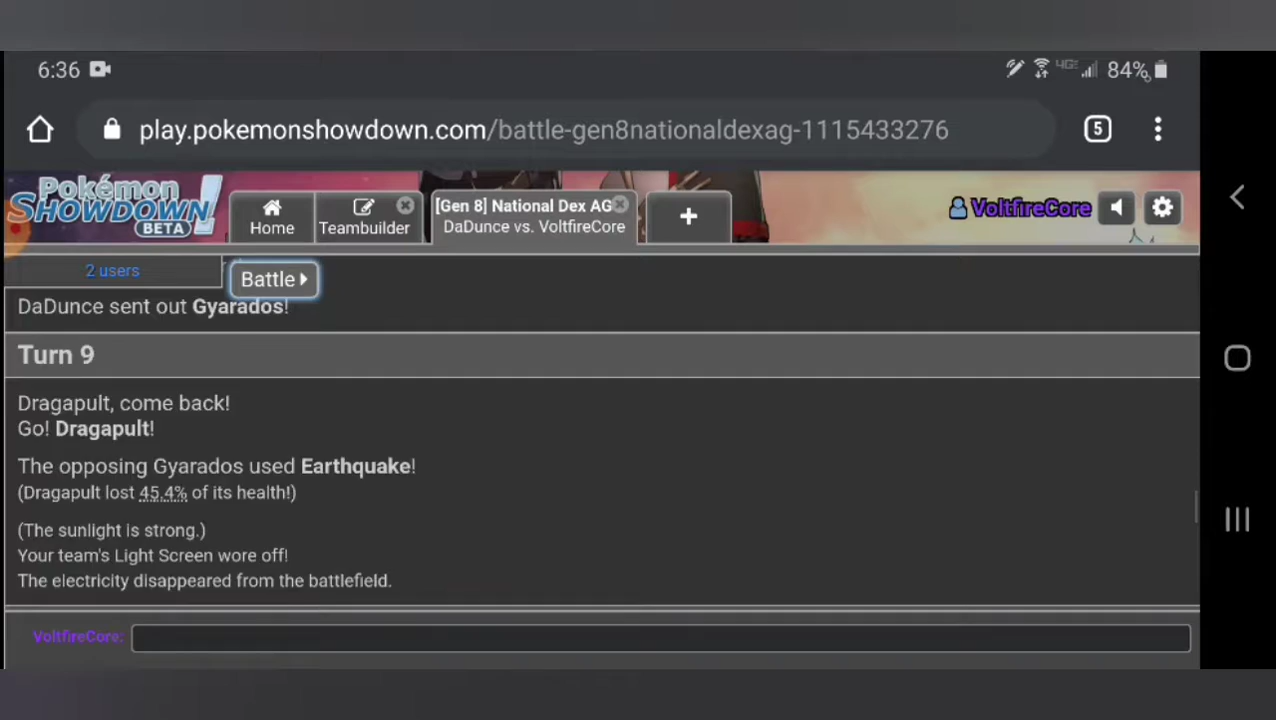 6:36
4GE
84%
play.pokemonshowdown.com/battle-gen8nationaldexag-1115433276
5
Pokémon
SHOWDOWN!
BETA
Home
Teambuilder
[Gen 8] National Dex AG
DaDunce vs. VoltfireCore
+
VoltfireCore
2 users
Battle
DaDunce sent out Gyarados!
Turn 9
Dragapult, come back!
Go! Dragapult!
The opposing Gyarados used Earthquake!
(Dragapult lost 45.4% of its health!)
(The sunlight is strong.)
Your team's Light Screen wore off!
The electricity disappeared from the battlefield.
VoltfireCore: